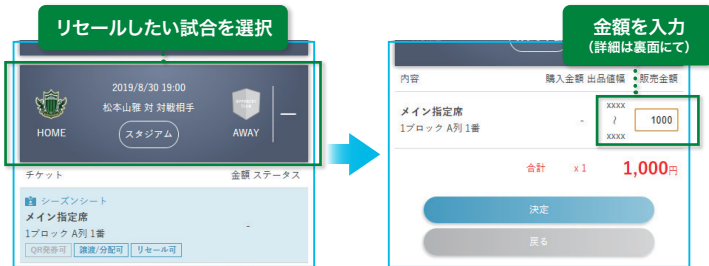 リセールしたい試合を選択
2019/8/30 19:00
松本山雅 対 対戦相手
HOME
スタジアム
AWAY
チケット
金額 ステータス
シーズンシート
メイン指定席
1ブロック A列 1番
-
QR発券可 譲渡/分配可 リセール可
金額を入力
(詳細は裏面にて)
内容
購入金額 出品値幅 販売金額
メイン指定席
1ブロック A列 1番
-
xxxx
~
xxxx
1000
合計 x 1 1,000円
決定
戻る